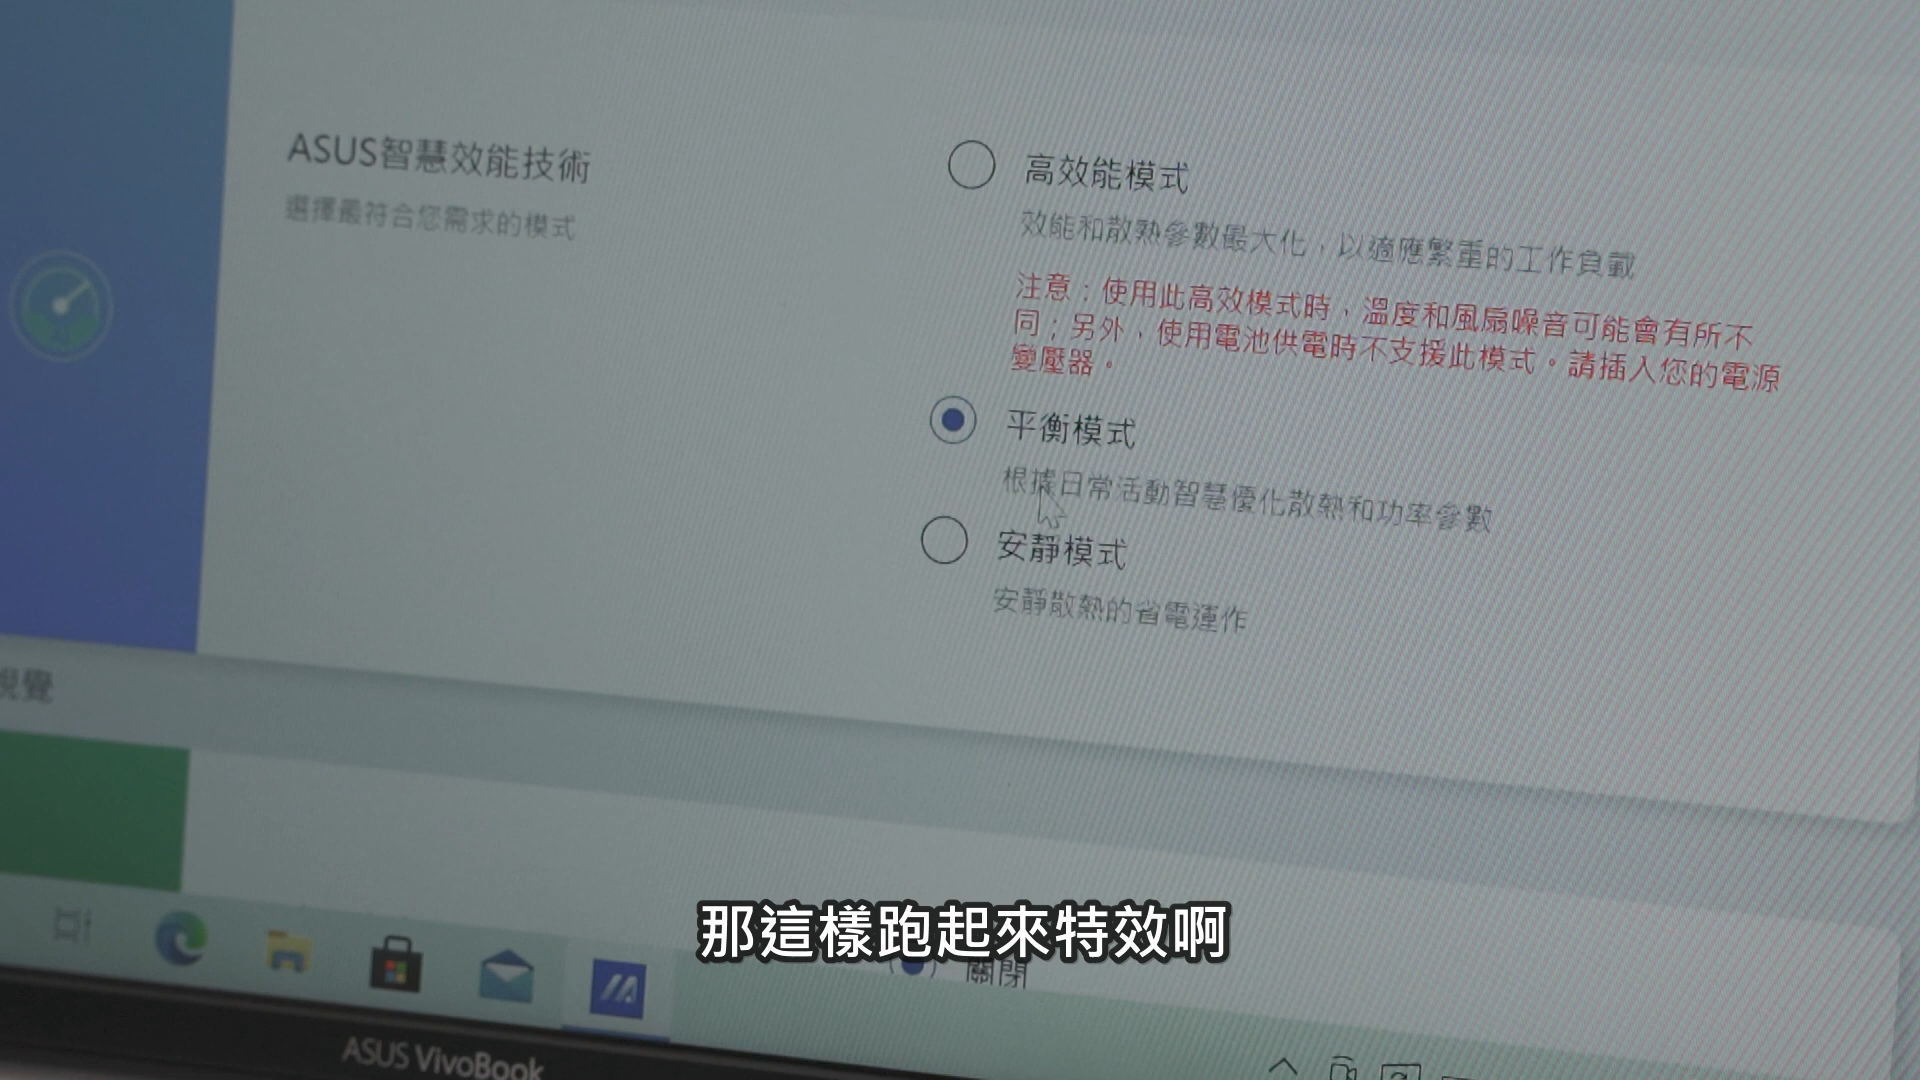 ASUS智慧效能技術
選擇最符合您需求的模式
高效能模式
效能和散熱參數最大化，以適應繁重的工作負載
注意：使用此高效模式時，溫度和風扇噪音可能會有所不
同；另外，使用電池供電時不支援此模式。請插入您的電源
變壓器。
平衡模式
根據日常活動智慧優化散熱和功率參數
安靜模式
安靜散熱的省電運作
視覺
那這樣跑起來特效啊
關閉
ASUS VivoBook